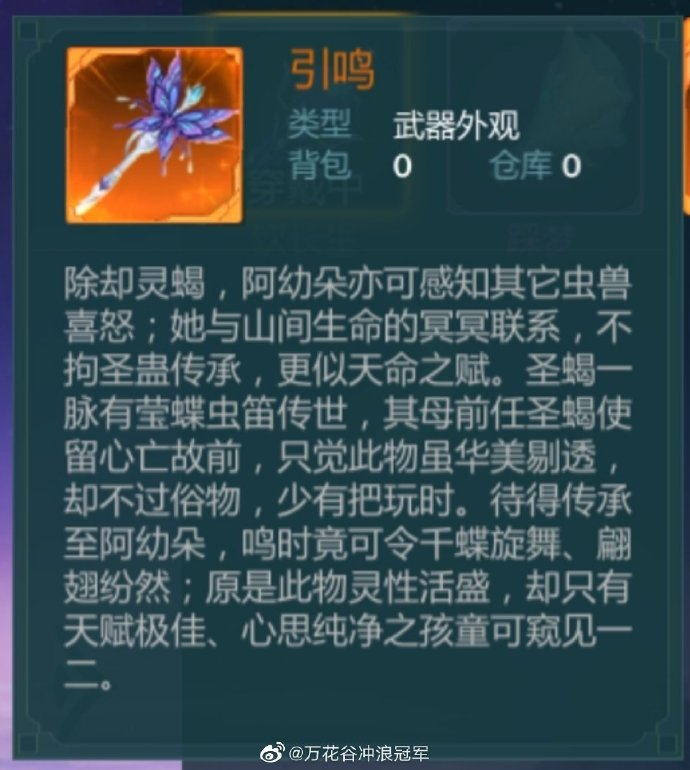 引鸣
类型 武器外观
背包 0 仓库 0
穿戴中
除却灵蝎，阿幼朵亦可感知其它虫兽
喜怒；她与山间生命的冥冥联系，不
拘圣蛊传承，更似天命之赋。圣蝎一
脉有莹蝶虫笛传世，其母前任圣蝎使
留心亡故前，只觉此物虽华美剔透，
却不过俗物，少有把玩时。待得传承
至阿幼朵，鸣时竟可令千蝶旋舞、翩
翅纷然；原是此物灵性活盛，却只有
天赋极佳、心思纯净之孩童可窥见一
二。
@万花谷冲浪冠军